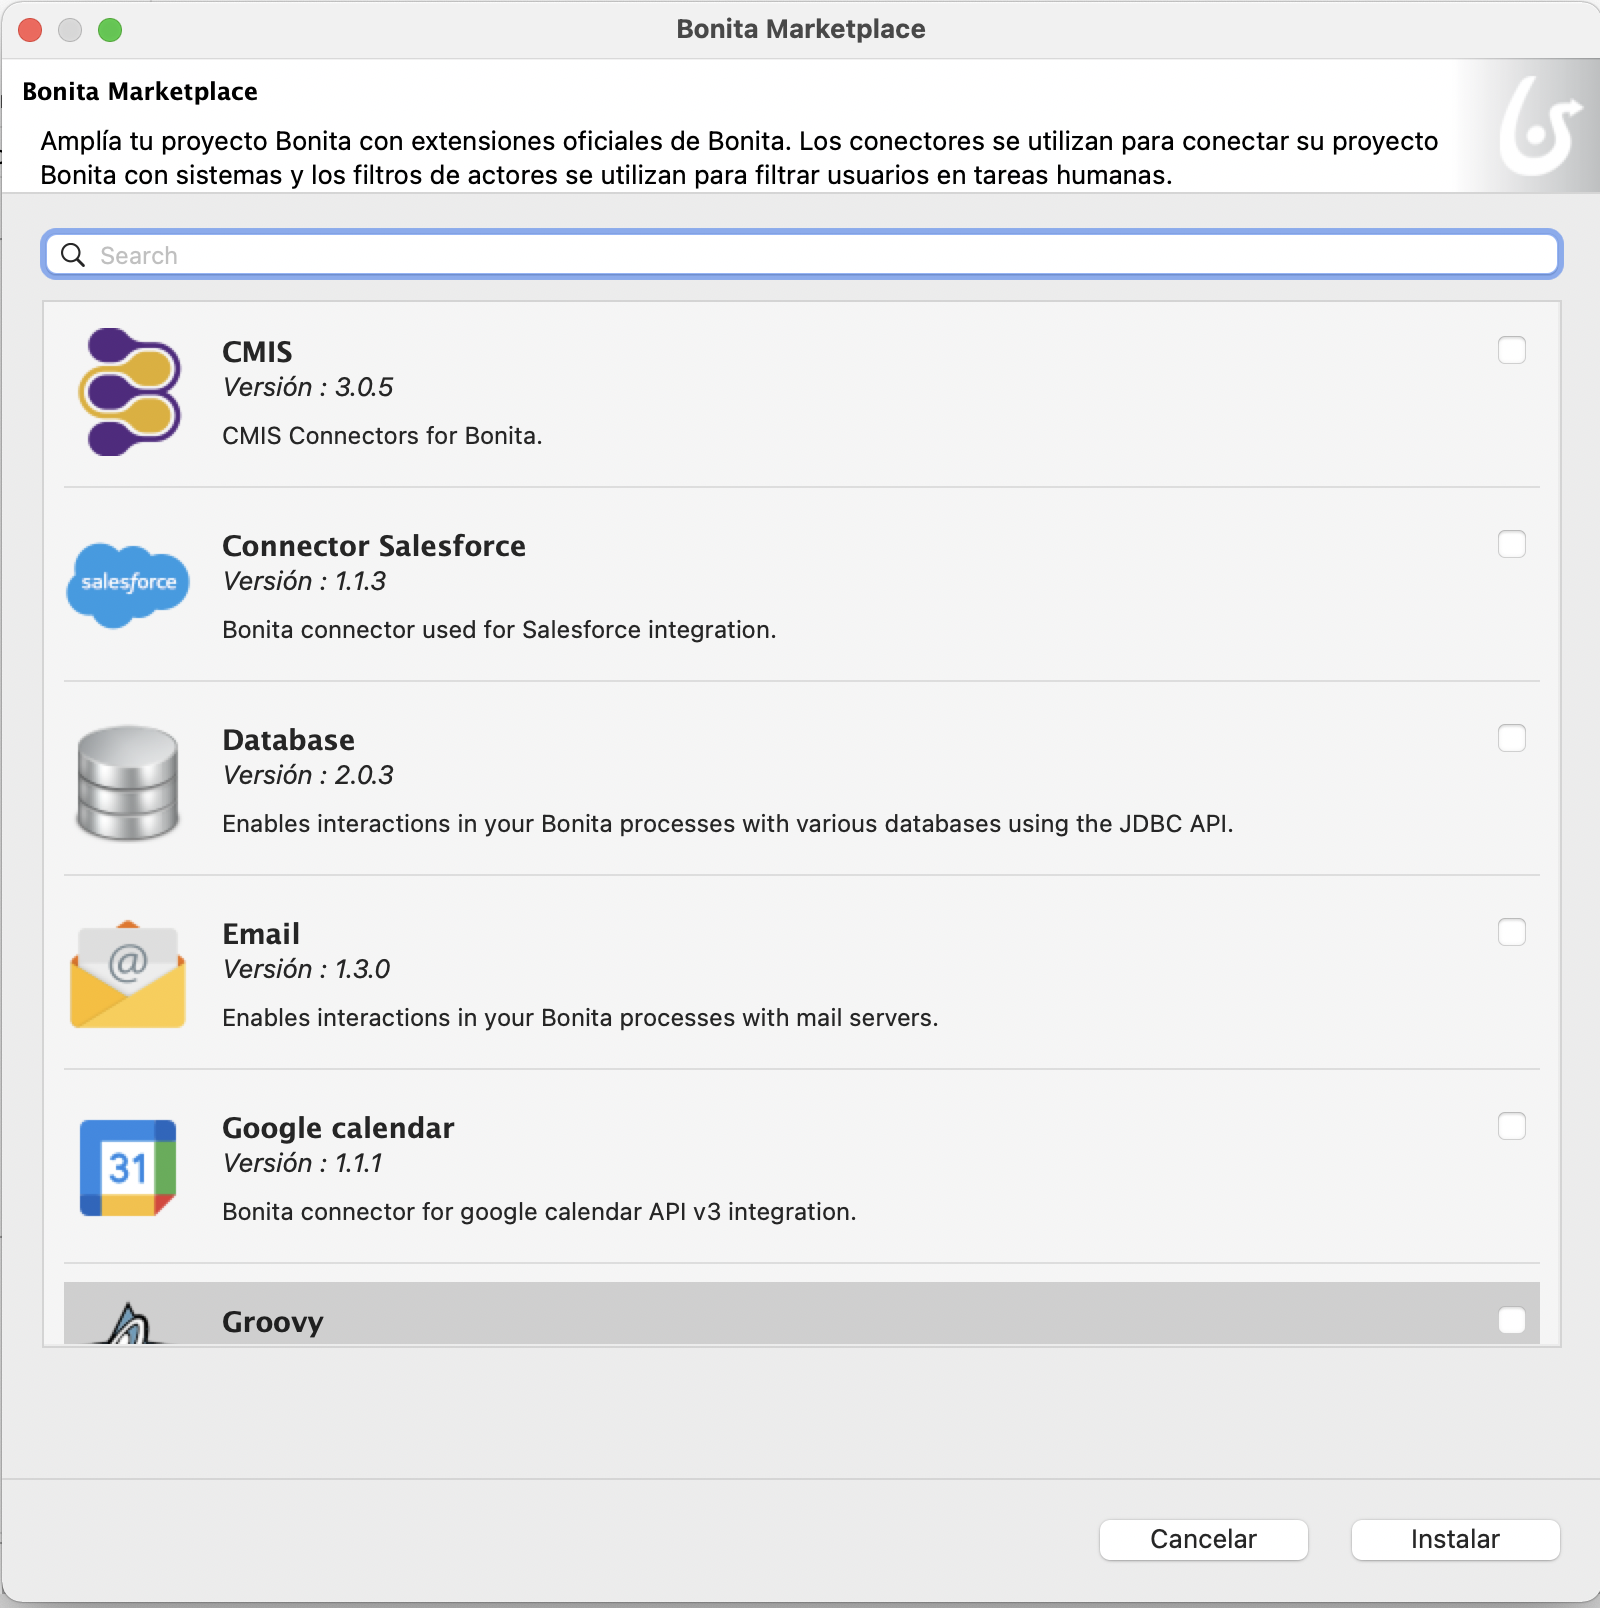 Bonita Marketplace
Bonita Marketplace
Amplía tu proyecto Bonita con extensiones oficiales de Bonita. Los conectores se utilizan para conectar su proyecto
Bonita con sistemas y los filtros de actores se utilizan para filtrar usuarios en tareas humanas.
Search
CMIS
Versión : 3.0.5
CMIS Connectors for Bonita.
salesforce
Connector Salesforce
Versión : 1.1.3
Bonita connector used for Salesforce integration.
Database
Versión : 2.0.3
Enables interactions in your Bonita processes with various databases using the JDBC API.
@
Email
Versión : 1.3.0
Enables interactions in your Bonita processes with mail servers.
31
Google calendar
Versión : 1.1.1
Bonita connector for google calendar API v3 integration.
Groovy
Cancelar
Instalar